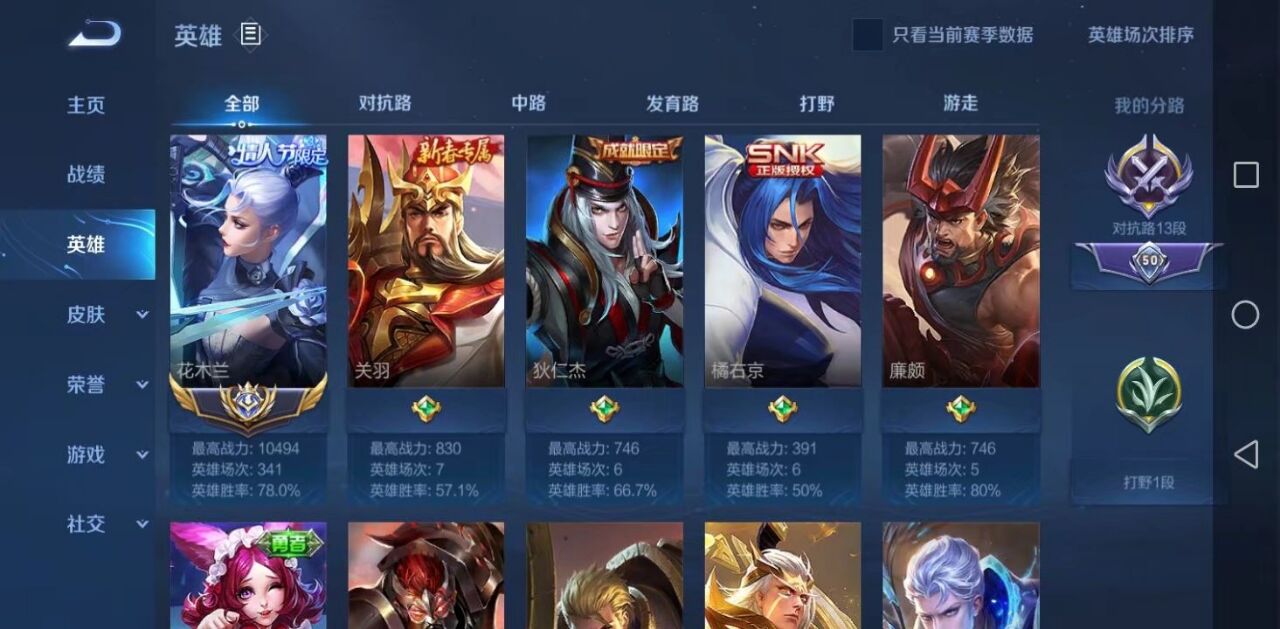 英雄
只看当前赛季数据
英雄场次排序
主页
战绩
英雄
皮肤
荣誉
游戏
社交
全部
对抗路
中路
发育路
打野
游走
我的分路
情人节限定
新春专属
成就限定
SNK
正版授权
花木兰
关羽
狄仁杰
橘右京
廉颇
最高战力: 10494
英雄场次: 341
英雄胜率: 78.0%
最高战力: 830
英雄场次: 7
英雄胜率: 57.1%
最高战力: 746
英雄场次: 6
英雄胜率: 66.7%
最高战力: 391
英雄场次: 6
英雄胜率: 50%
最高战力: 746
英雄场次: 5
英雄胜率: 80%
对抗路13段
50
打野1段
勇者